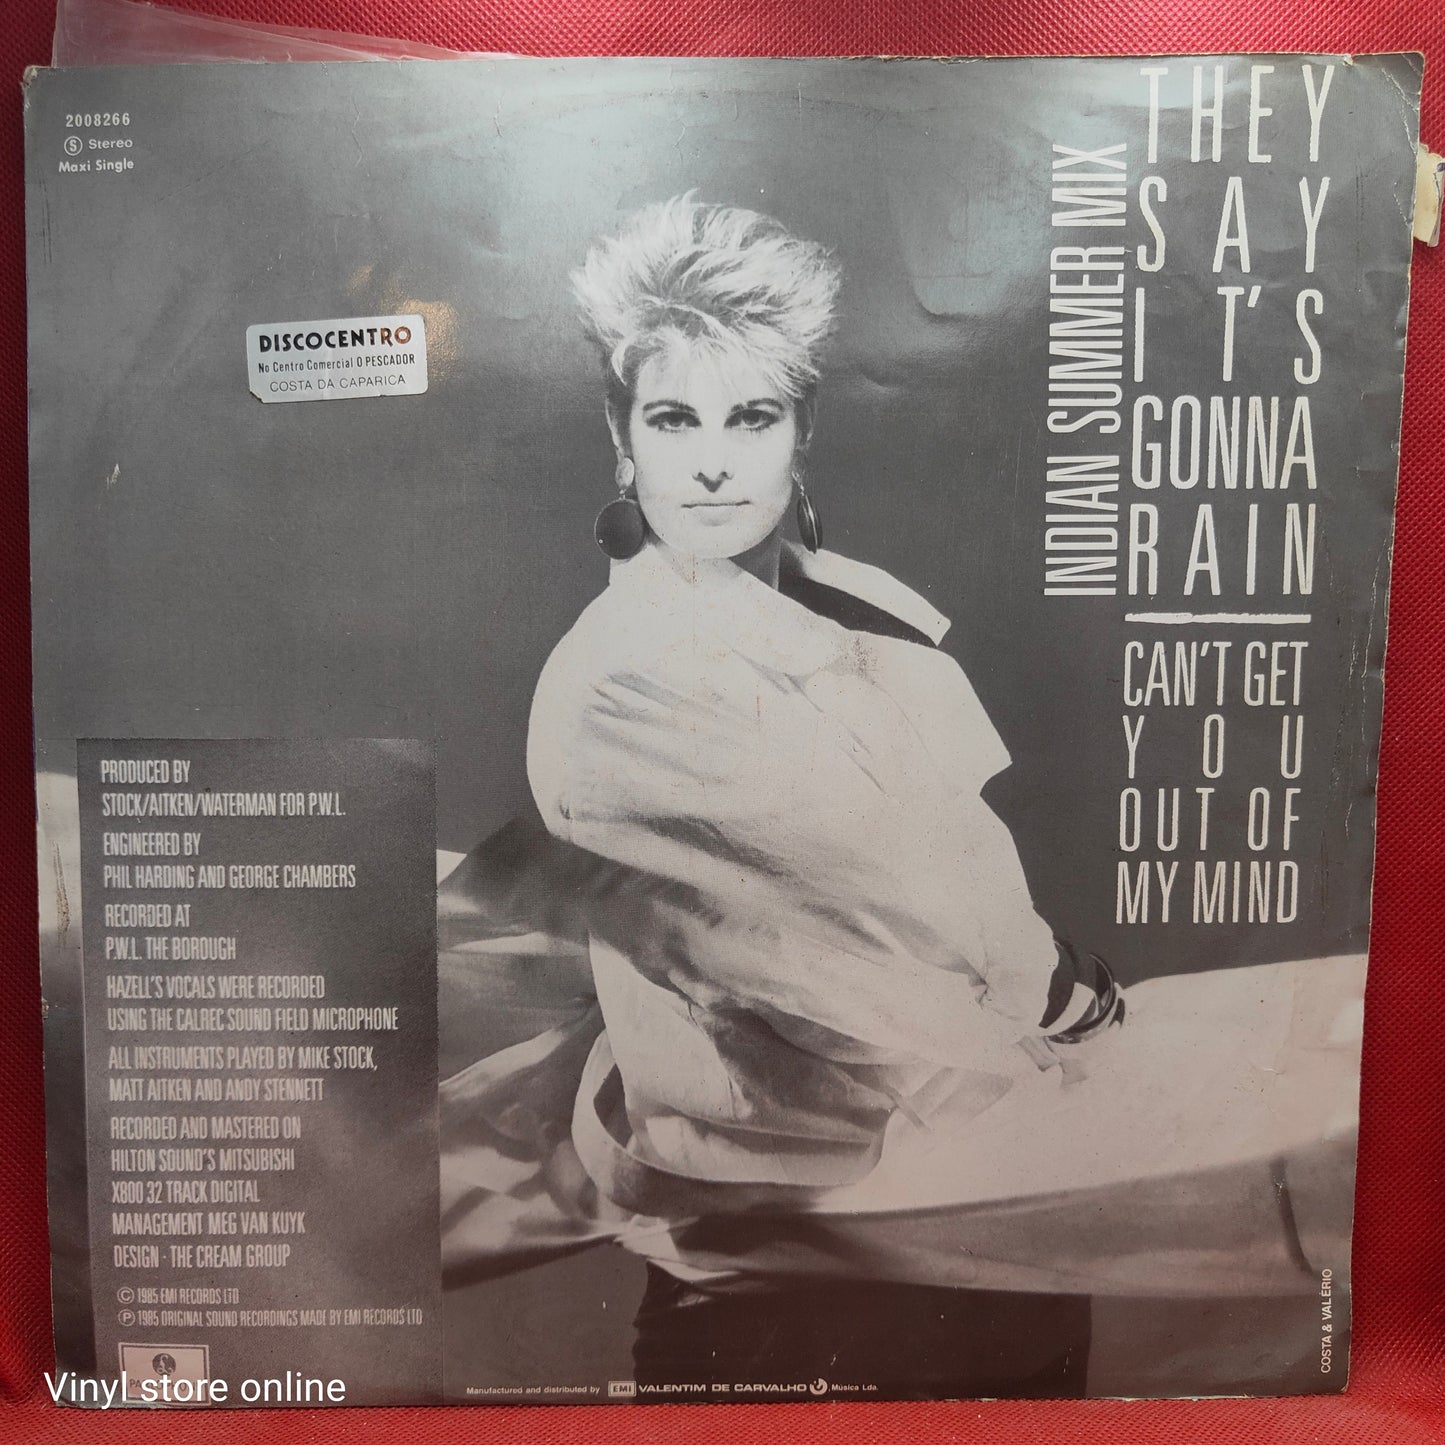 2008266
S Stereo
Maxi Single
DISCOCENTRO
No Centro Comercial O PESCADOR
COSTA DA CAPARICA
THEY
SAY
IT'S
GONNA
RAIN
INDIAN SUMMER MIX
CAN'T GET
YOU
OUT OF
MY MIND
PRODUCED BY
STOCK/AITKEN/WATERMAN FOR P.W.L.
ENGINEERED BY
PHIL HARDING AND GEORGE CHAMBERS
RECORDED AT
P.W.L. THE BOROUGH
HAZELL'S VOCALS WERE RECORDED
USING THE CALREC SOUND FIELD MICROPHONE
ALL INSTRUMENTS PLAYED BY MIKE STOCK,
MATT AITKEN AND ANDY STENNETT
RECORDED AND MASTERED ON
HILTON SOUND'S MITSUBISHI
X800 32 TRACK DIGITAL
MANAGEMENT MEG VAN KUYK
DESIGN · THE CREAM GROUP
© 1985 EMI RECORDS LTD
℗ 1985 ORIGINAL SOUND RECORDINGS MADE BY EMI RECORDS LTD
Vinyl store online
Manufactured and distributed by EMI VALENTIM DE CARVALHO Música Lda.
COSTA & VALÉRIO